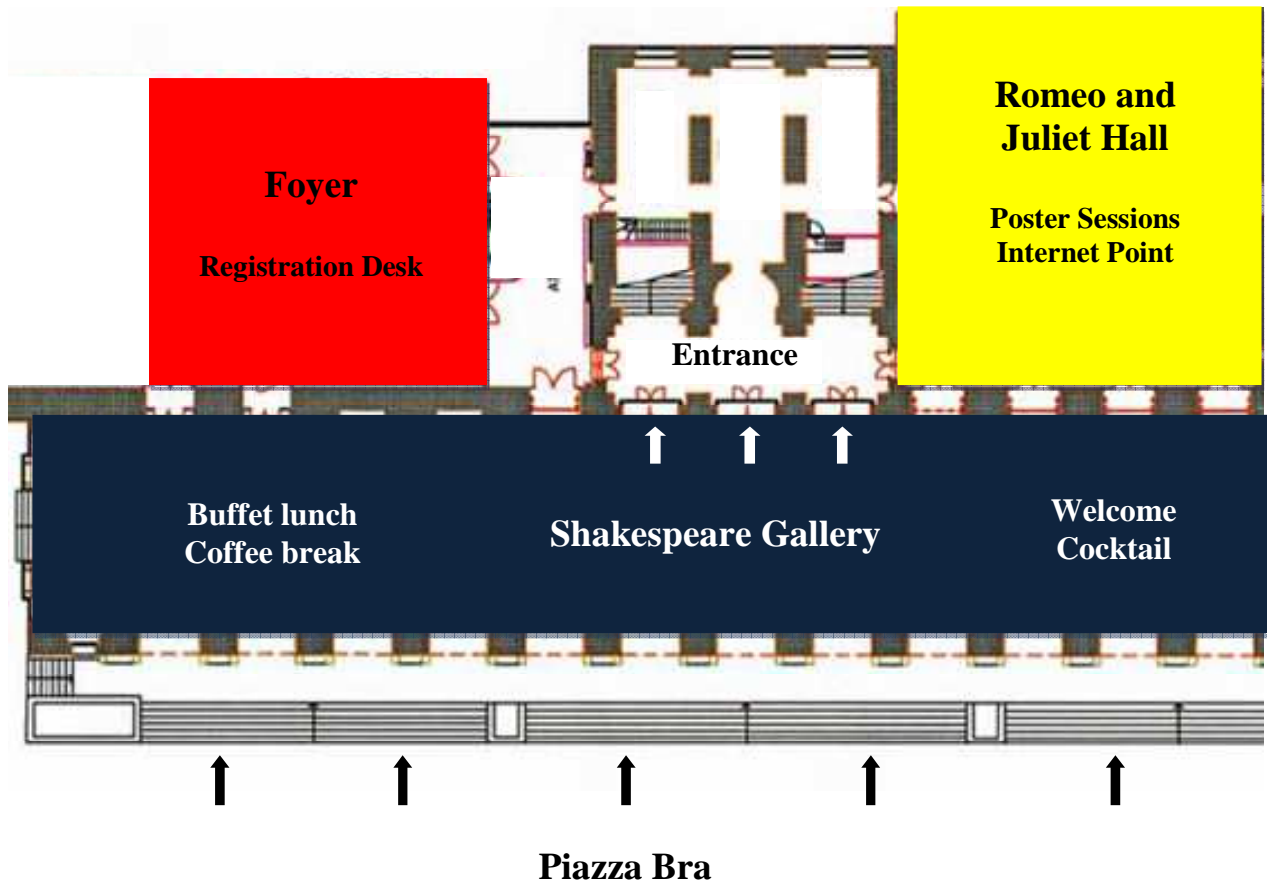 Romeo and
Juliet Hall
Poster Sessions
Internet Point
Foyer
Registration Desk
Entrance
Buffet lunch
Coffee break
Shakespeare Gallery
Welcome
Cocktail
Piazza Bra